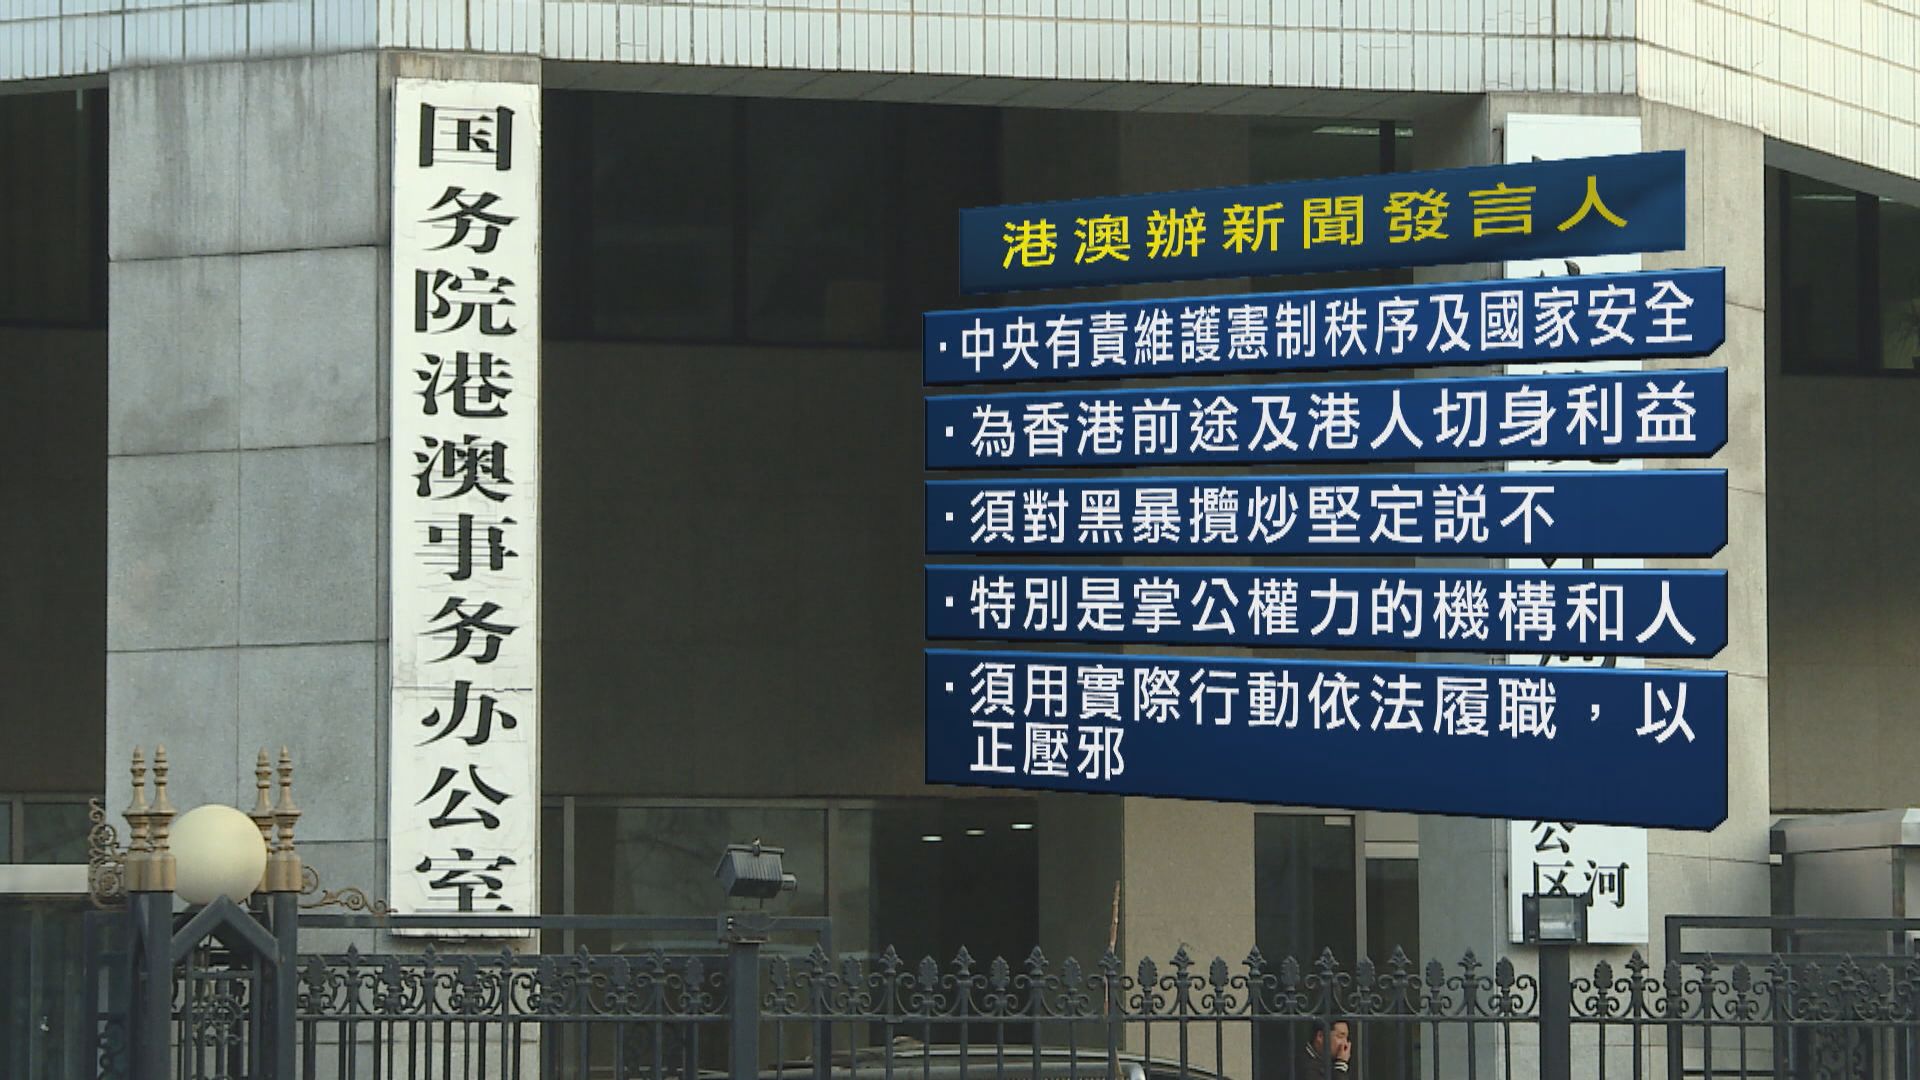 国务院港澳事务办公室
港澳辦新聞發言人
·中央有責維護憲制秩序及國家安全
·為香港前途及港人切身利益
·須對黑暴攬炒堅定説不
·特別是掌公權力的機構和人
·須用實際行動依法履職，以
正壓邪
公
区河